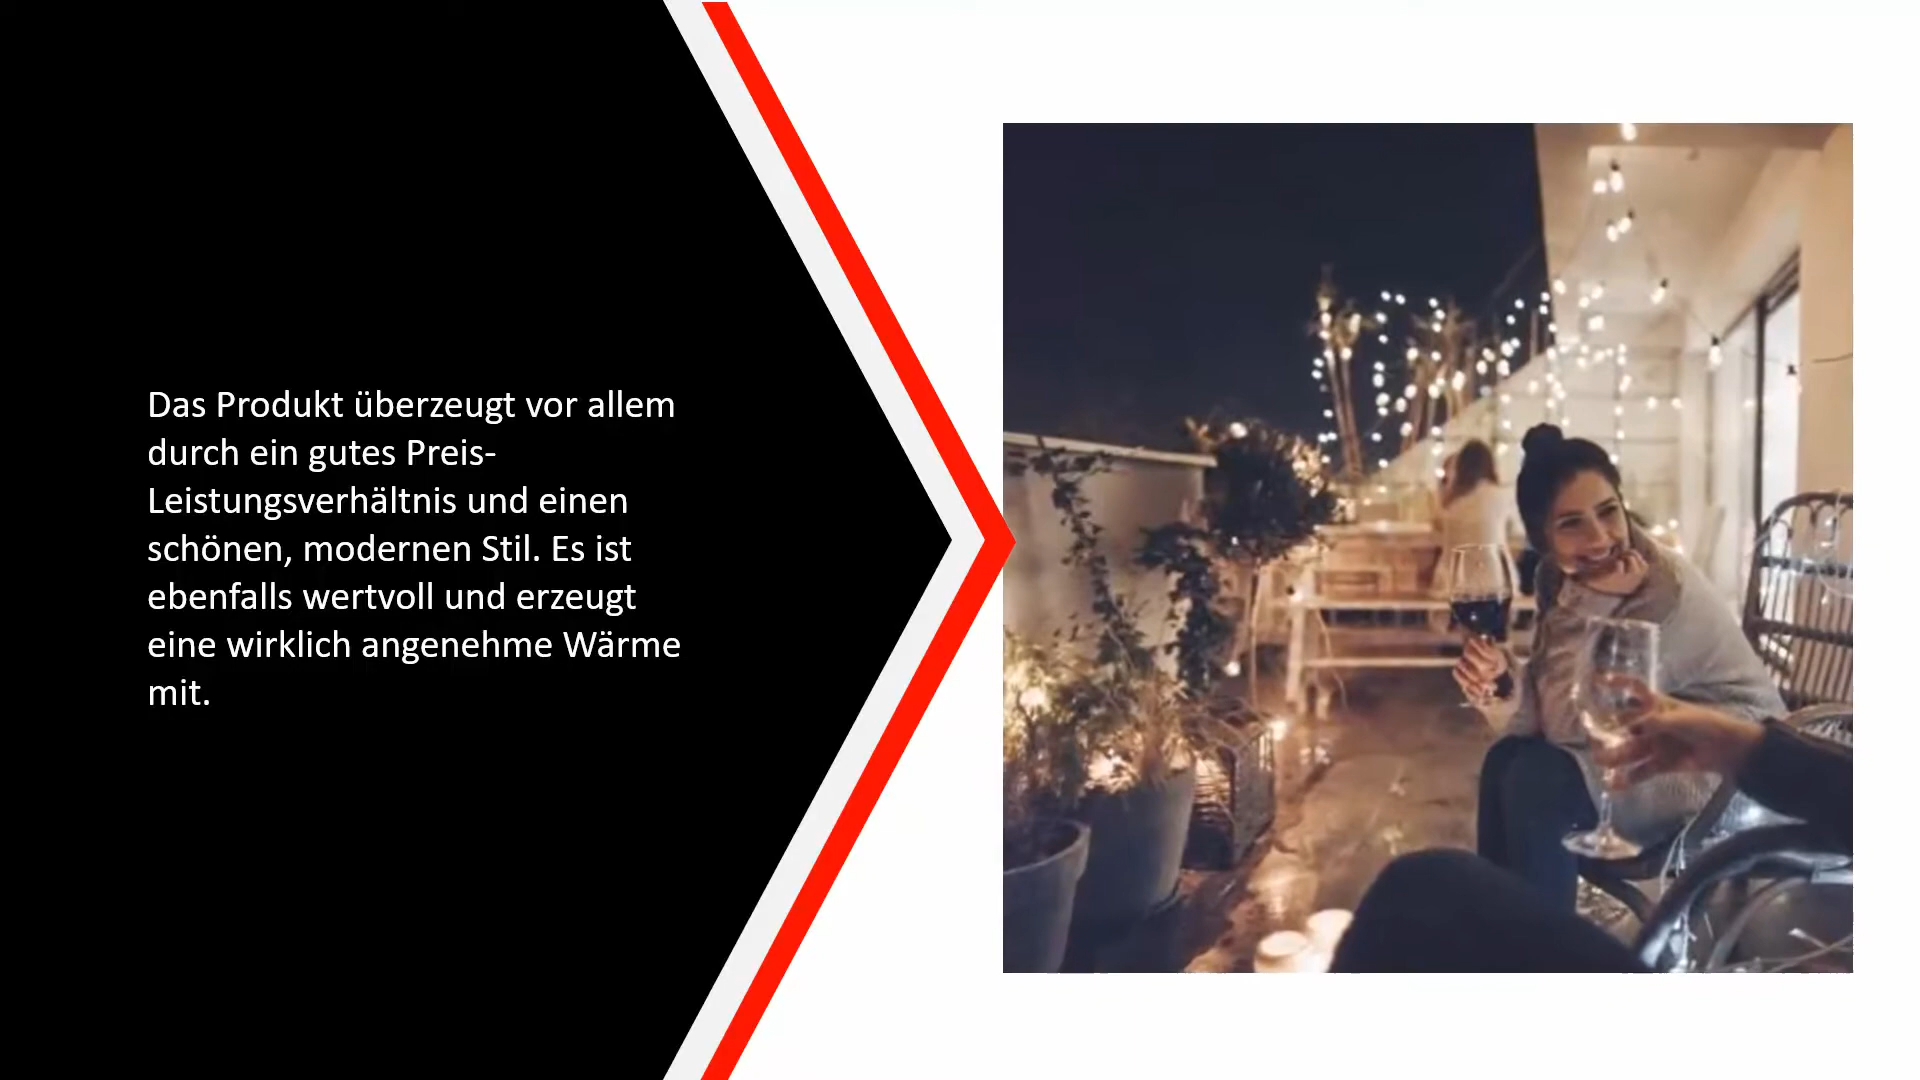 Das Produkt überzeugt vor allem
durch ein gutes Preis-
Leistungsverhältnis und einen
schönen, modernen Stil. Es ist
ebenfalls wertvoll und erzeugt
eine wirklich angenehme Wärme
mit.